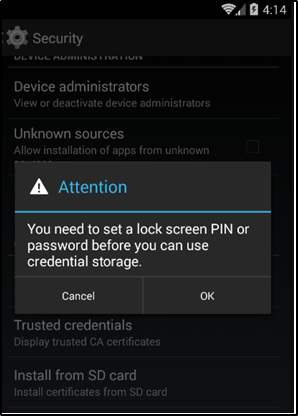 4:14
Security
DEVICE ADMINISTRATION
Device administrators
View or deactivate device administrators
Unknown sources
Allow installation of apps from unknown
sources
Attention
You need to set a lock screen PIN or
password before you can use
credential storage.
Cancel OK
Trusted credentials
Display trusted CA certificates
Install from SD card
Install certificates from SD card